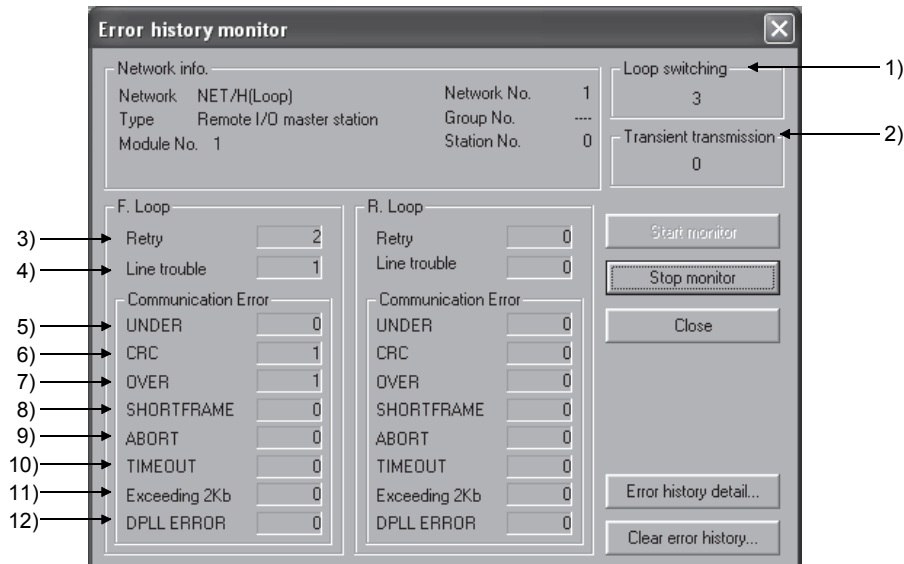 Error history monitor
Network info.
Network NET/H(Loop)
Type Remote I/O master station
Module No. 1
Network No. 1
Group No. ----
Station No. 0
Loop switching
3
1)
Transient transmission
0
2)
F. Loop
3) Retry 2
4) Line trouble 1
Communication Error
5) UNDER 0
6) CRC 1
7) OVER 1
8) SHORTFRAME 0
9) ABORT 0
10) TIMEOUT 0
11) Exceeding 2Kb 0
12) DPLL ERROR 0
R. Loop
Retry 0
Line trouble 0
Communication Error
UNDER 0
CRC 0
OVER 0
SHORTFRAME 0
ABORT 0
TIMEOUT 0
Exceeding 2Kb 0
DPLL ERROR 0
Start monitor
Stop monitor
Close
Error history detail...
Clear error history...